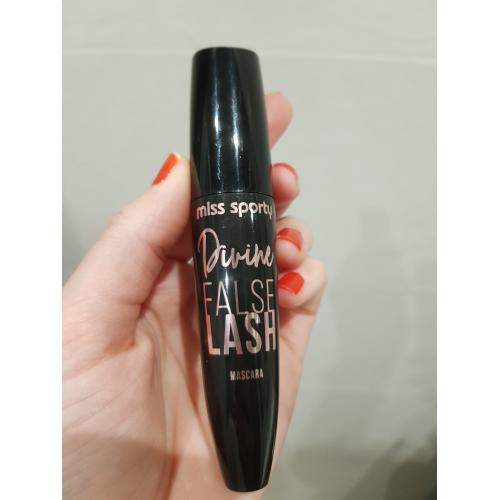 miss sporty
Divine
FALSE
LASH
MASCARA